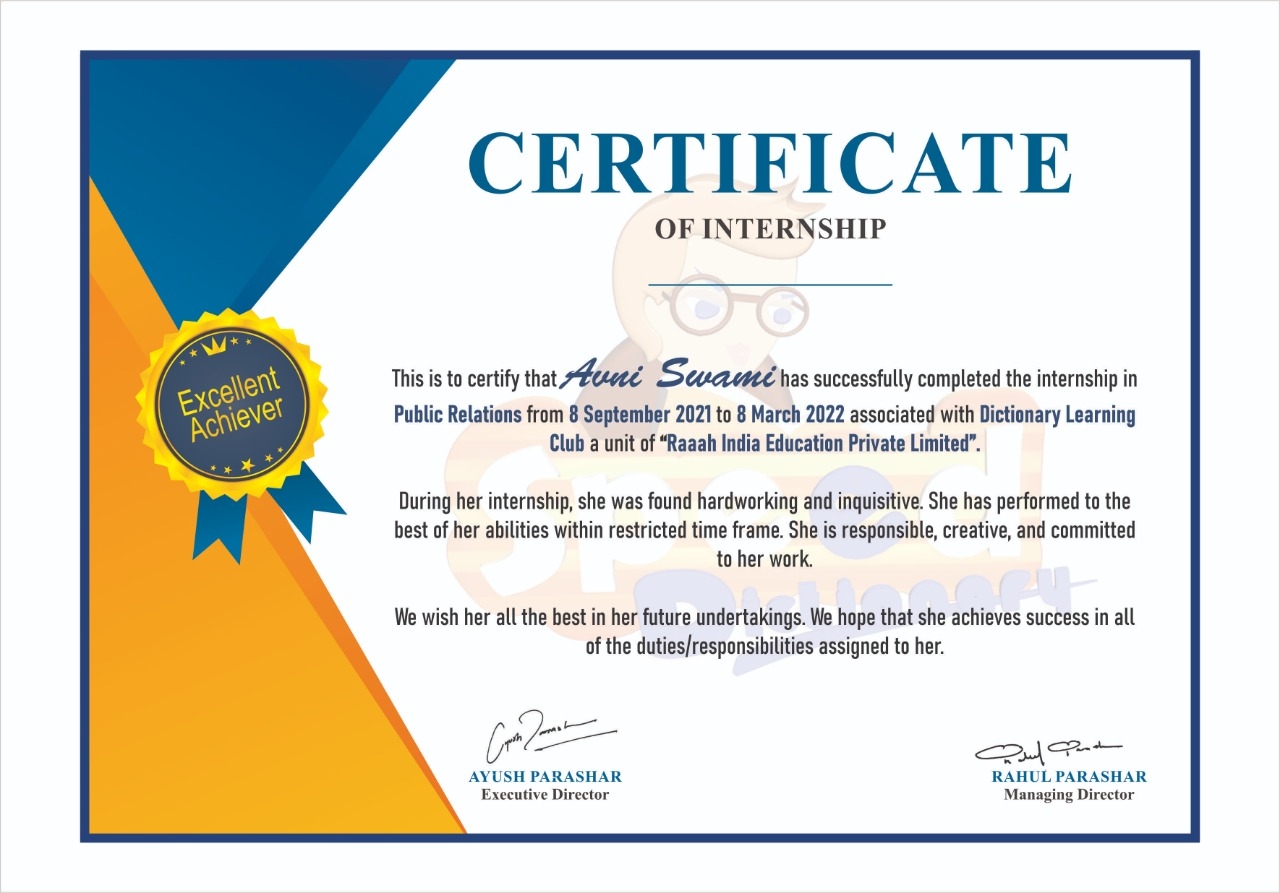 CERTIFICATE
OF INTERNSHIP
Excellent
Achiever
This is to certify that Avni Swami has successfully completed the internship in
Public Relations from 8 September 2021 to 8 March 2022 associated with Dictionary Learning
Club a unit of “Raaah India Education Private Limited”.
During her internship, she was found hardworking and inquisitive. She has performed to the
best of her abilities within restricted time frame. She is responsible, creative, and committed
to her work.
Speed
Dictionary
We wish her all the best in her future undertakings. We hope that she achieves success in all
of the duties/responsibilities assigned to her.
AYUSH PARASHAR
Executive Director
RAHUL PARASHAR
Managing Director